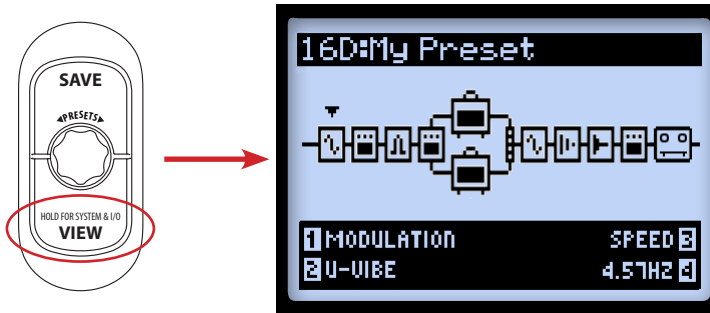 SAVE
◄PRESETS►
HOLD FOR SYSTEM & I/O
VIEW
16D:My Preset
1 MODULATION SPEED 3
2 U-VIBE 4.57HZ 4